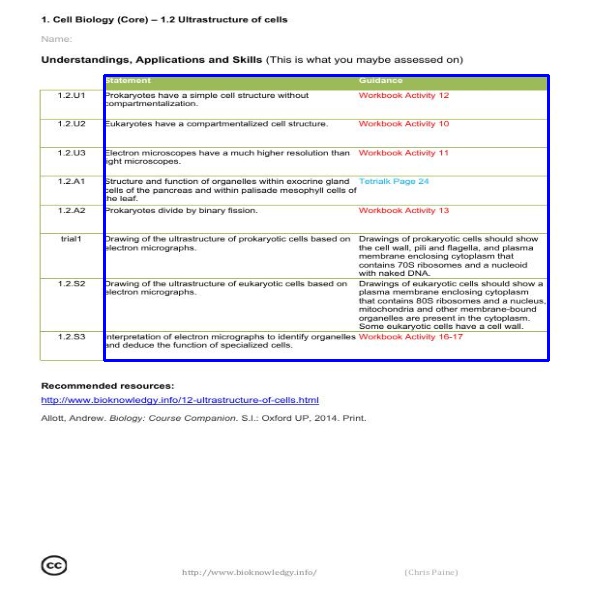 1. Cell Biology (Core) – 1.2 Ultrastructure of cells
Name:
Understandings, Applications and Skills (This is what you maybe assessed on)
Statement Guidance
1.2.U1 Prokaryotes have a simple cell structure without Workbook Activity 12
compartmentalization.
1.2.U2 Eukaryotes have a compartmentalized cell structure. Workbook Activity 10
1.2.U3 Electron microscopes have a much higher resolution than Workbook Activity 11
light microscopes.
1.2.A1 Structure and function of organelles within exocrine gland Tetrialk Page 24
cells of the pancreas and within palisade mesophyll cells of
the leaf.
1.2.A2 Prokaryotes divide by binary fission. Workbook Activity 13
trial1 Drawing of the ultrastructure of prokaryotic cells based on Drawings of prokaryotic cells should show
electron micrographs. the cell wall, pili and flagella, and plasma
membrane enclosing cytoplasm that
contains 70S ribosomes and a nucleoid
with naked DNA.
1.2.S2 Drawing of the ultrastructure of eukaryotic cells based on Drawings of eukaryotic cells should show a
electron micrographs. plasma membrane enclosing cytoplasm
that contains 80S ribosomes and a nucleus,
mitochondria and other membrane-bound
organelles are present in the cytoplasm.
Some eukaryotic cells have a cell wall.
1.2.S3 Interpretation of electron micrographs to identify organelles Workbook Activity 16-17
and deduce the function of specialized cells.
Recommended resources:
http://www.bioknowledgy.info/12-ultrastructure-of-cells.html
Allott, Andrew. Biology: Course Companion. S.l.: Oxford UP, 2014. Print.
cc http://www.bioknowledgy.info/ (Chris Paine)